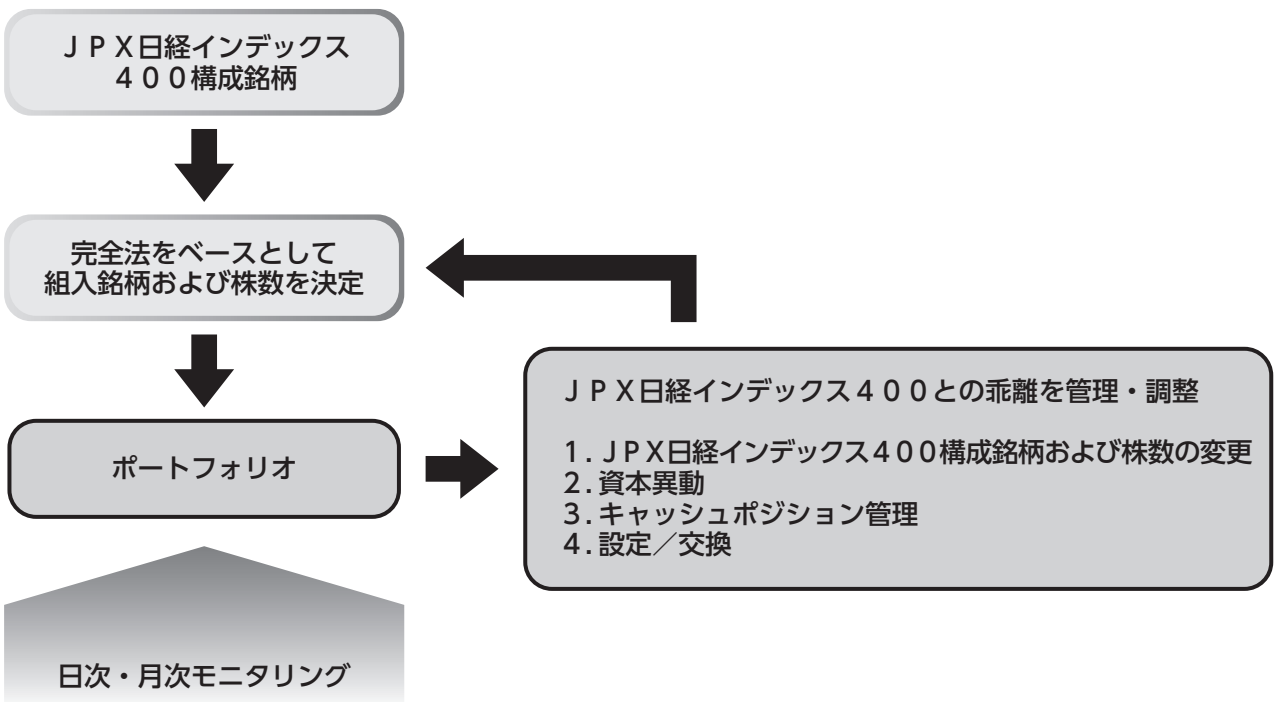 ＪＰＸ日経インデックス
４００構成銘柄
完全法をベースとして
組入銘柄および株数を決定
ポートフォリオ
日次・月次モニタリング
ＪＰＸ日経インデックス４００との乖離を管理・調整
１.ＪＰＸ日経インデックス４００構成銘柄および株数の変更
２.資本異動
３.キャッシュポジション管理
４.設定／交換